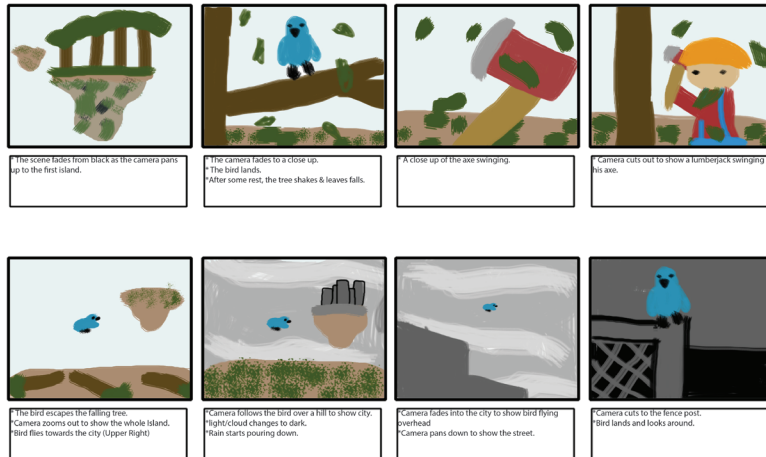 * The scene fades from black as the camera pans
up to the first island.
* The camera fades to a close up.
* The bird lands.
*After some rest, the tree shakes & leaves falls.
* A close up of the axe swinging.
* Camera cuts out to show a lumberjack swinging
his axe.
* The bird escapes the falling tree.
*Camera zooms out to show the whole Island.
*Bird flies towards the city (Upper Right)
*Camera follows the bird over a hill to show city.
*light/cloud changes to dark.
*Rain starts pouring down.
*Camera fades into the city to show bird flying
overhead
*Camera pans down to show the street.
*Camera cuts to the fence post.
*Bird lands and looks around.